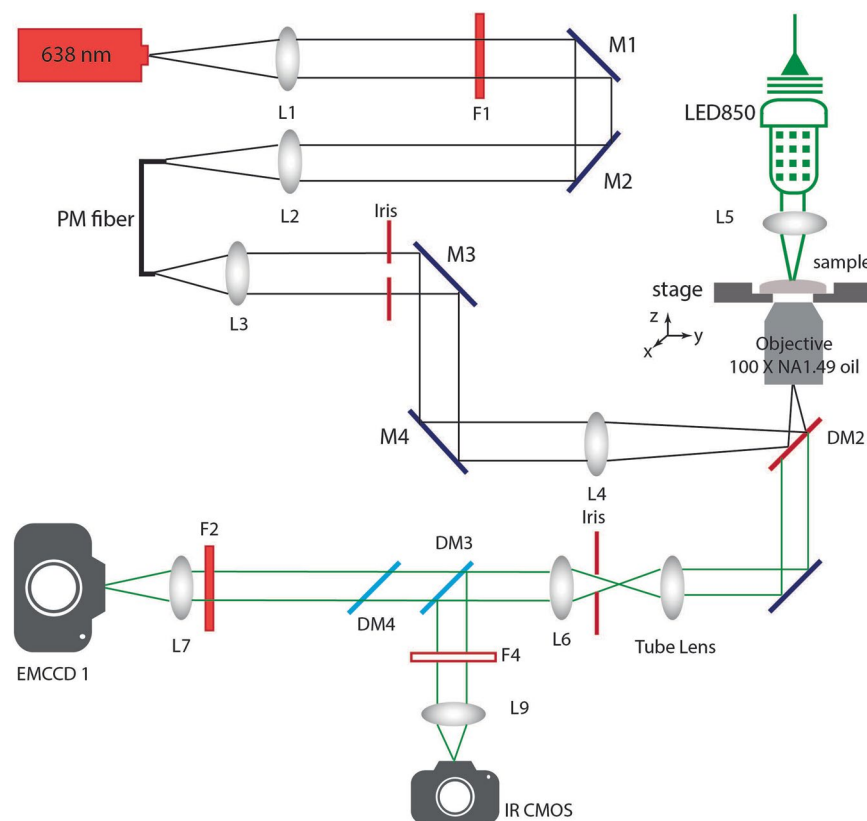 638 nm
L1
F1
M1
LED850
L2
M2
L5
PM fiber
Iris
M3
sample
L3
stage
z
y
x
Objective
100 X NA1.49 oil
M4
DM2
L4
Iris
F2
DM3
DM4
L7
L6
Tube Lens
EMCCD 1
F4
L9
IR CMOS